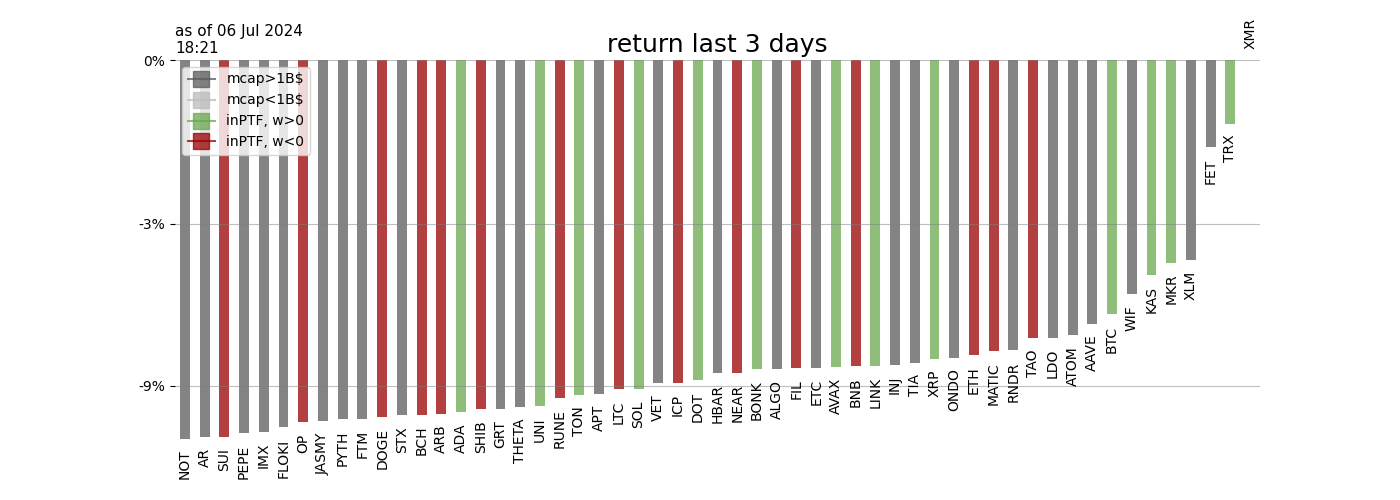 as of 06 Jul 2024
18:21
return last 3 days
XMR
0%
mcap>1B$
mcap<1B$
inPTF, w>0
inPTF, w<0
-3%
-9%
NOT
AR
SUI
PEPE
IMX
FLOKI
OP
JASMY
PYTH
FTM
DOGE
STX
BCH
ARB
ADA
SHIB
GRT
THETA
UNI
RUNE
TON
APT
LTC
SOL
VET
ICP
DOT
HBAR
NEAR
BONK
ALGO
FIL
ETC
AVAX
BNB
LINK
INJ
TIA
XRP
ONDO
ETH
MATIC
RNDR
TAO
LDO
ATOM
AAVE
BTC
WIF
KAS
MKR
XLM
FET
TRX